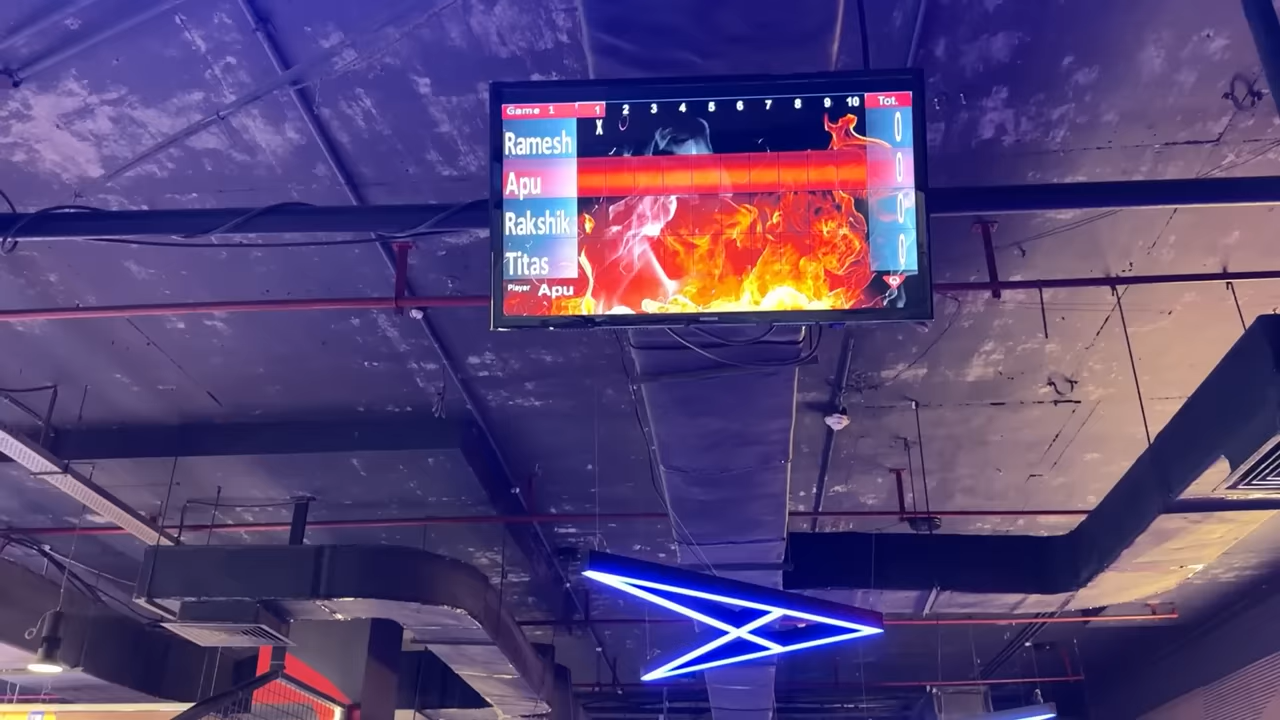 Game 1 1 2 3 4 5 6 7 8 9 10 Tot.
Ramesh X 0
Apu 0
Rakshik 0
Titas 0
Player Apu